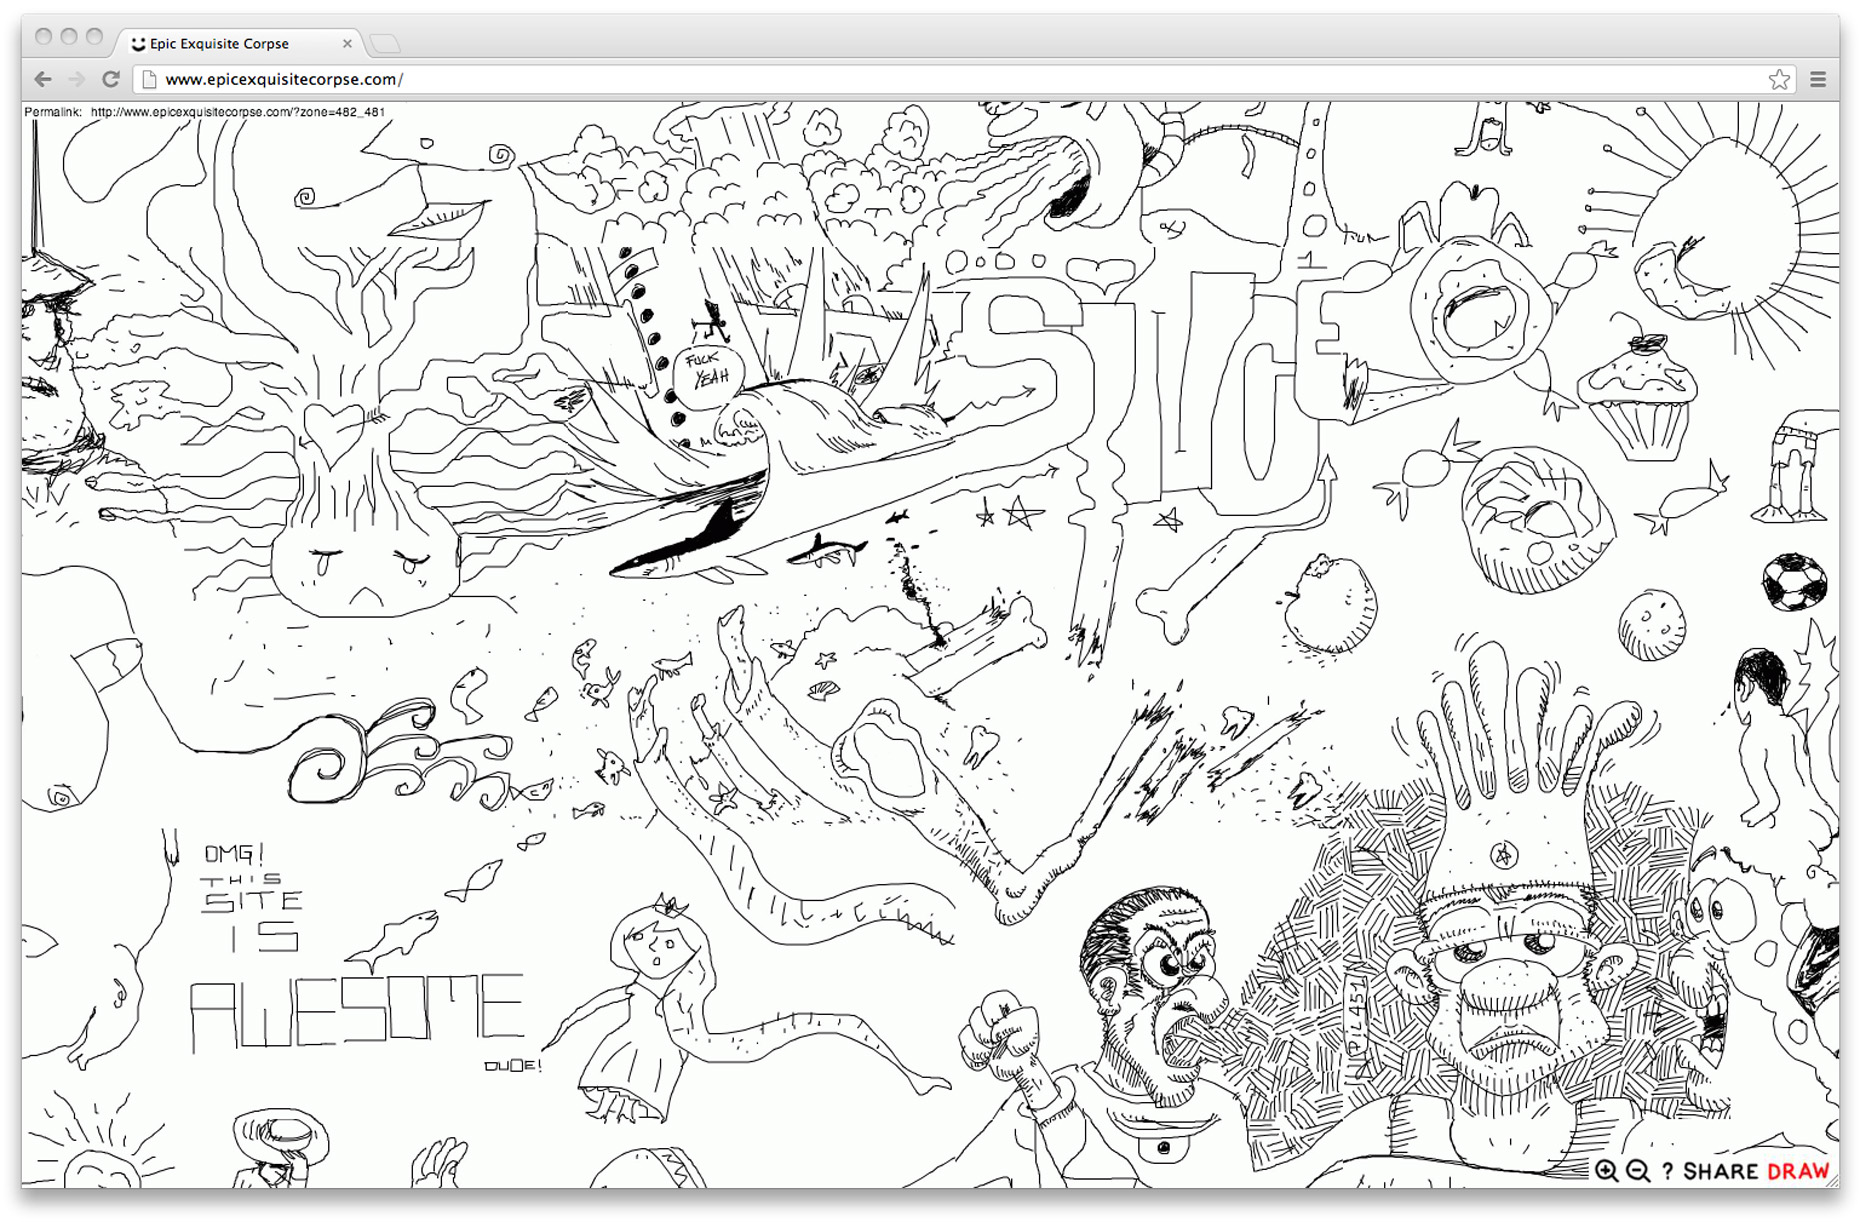 Epic Exquisite Corpse
www.epicexquisitecorpse.com/
Permalink: http://www.epicexquisitecorpse.com/?zone=482_481
FUCK
YEAH
OMG!
THIS
SITE
IS
AWESOME
DUDE!
? SHARE DRAW